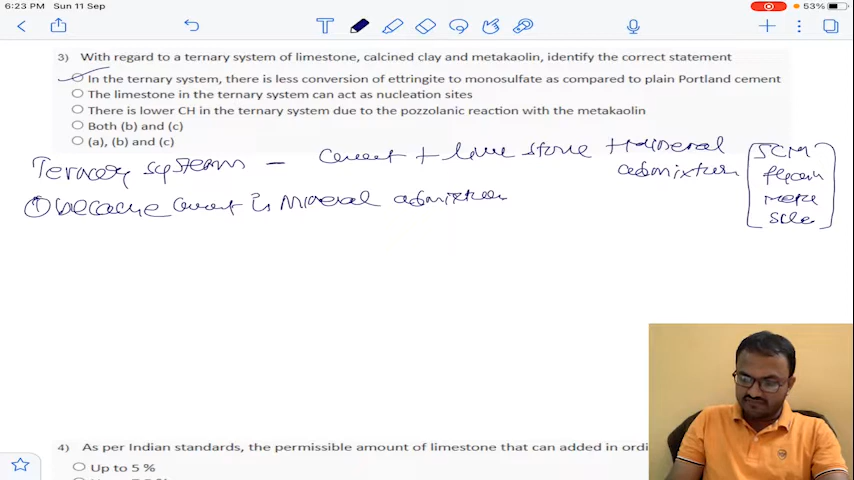 6:23 PM Sun 11 Sep
53%
3) With regard to a ternary system of limestone, calcined clay and metakaolin, identify the correct statement
In the ternary system, there is less conversion of ettringite to monosulfate as compared to plain Portland cement
The limestone in the ternary system can act as nucleation sites
There is lower CH in the ternary system due to the pozzolanic reaction with the metakaolin
Both (b) and (c)
(a), (b) and (c)
Ternary system – cement + lime stone + Mineral
admixture
SCM
flyash
meta
because cement is Mineral admixture
4) As per Indian standards, the permissible amount of limestone that can added in ordi
Up to 5 %